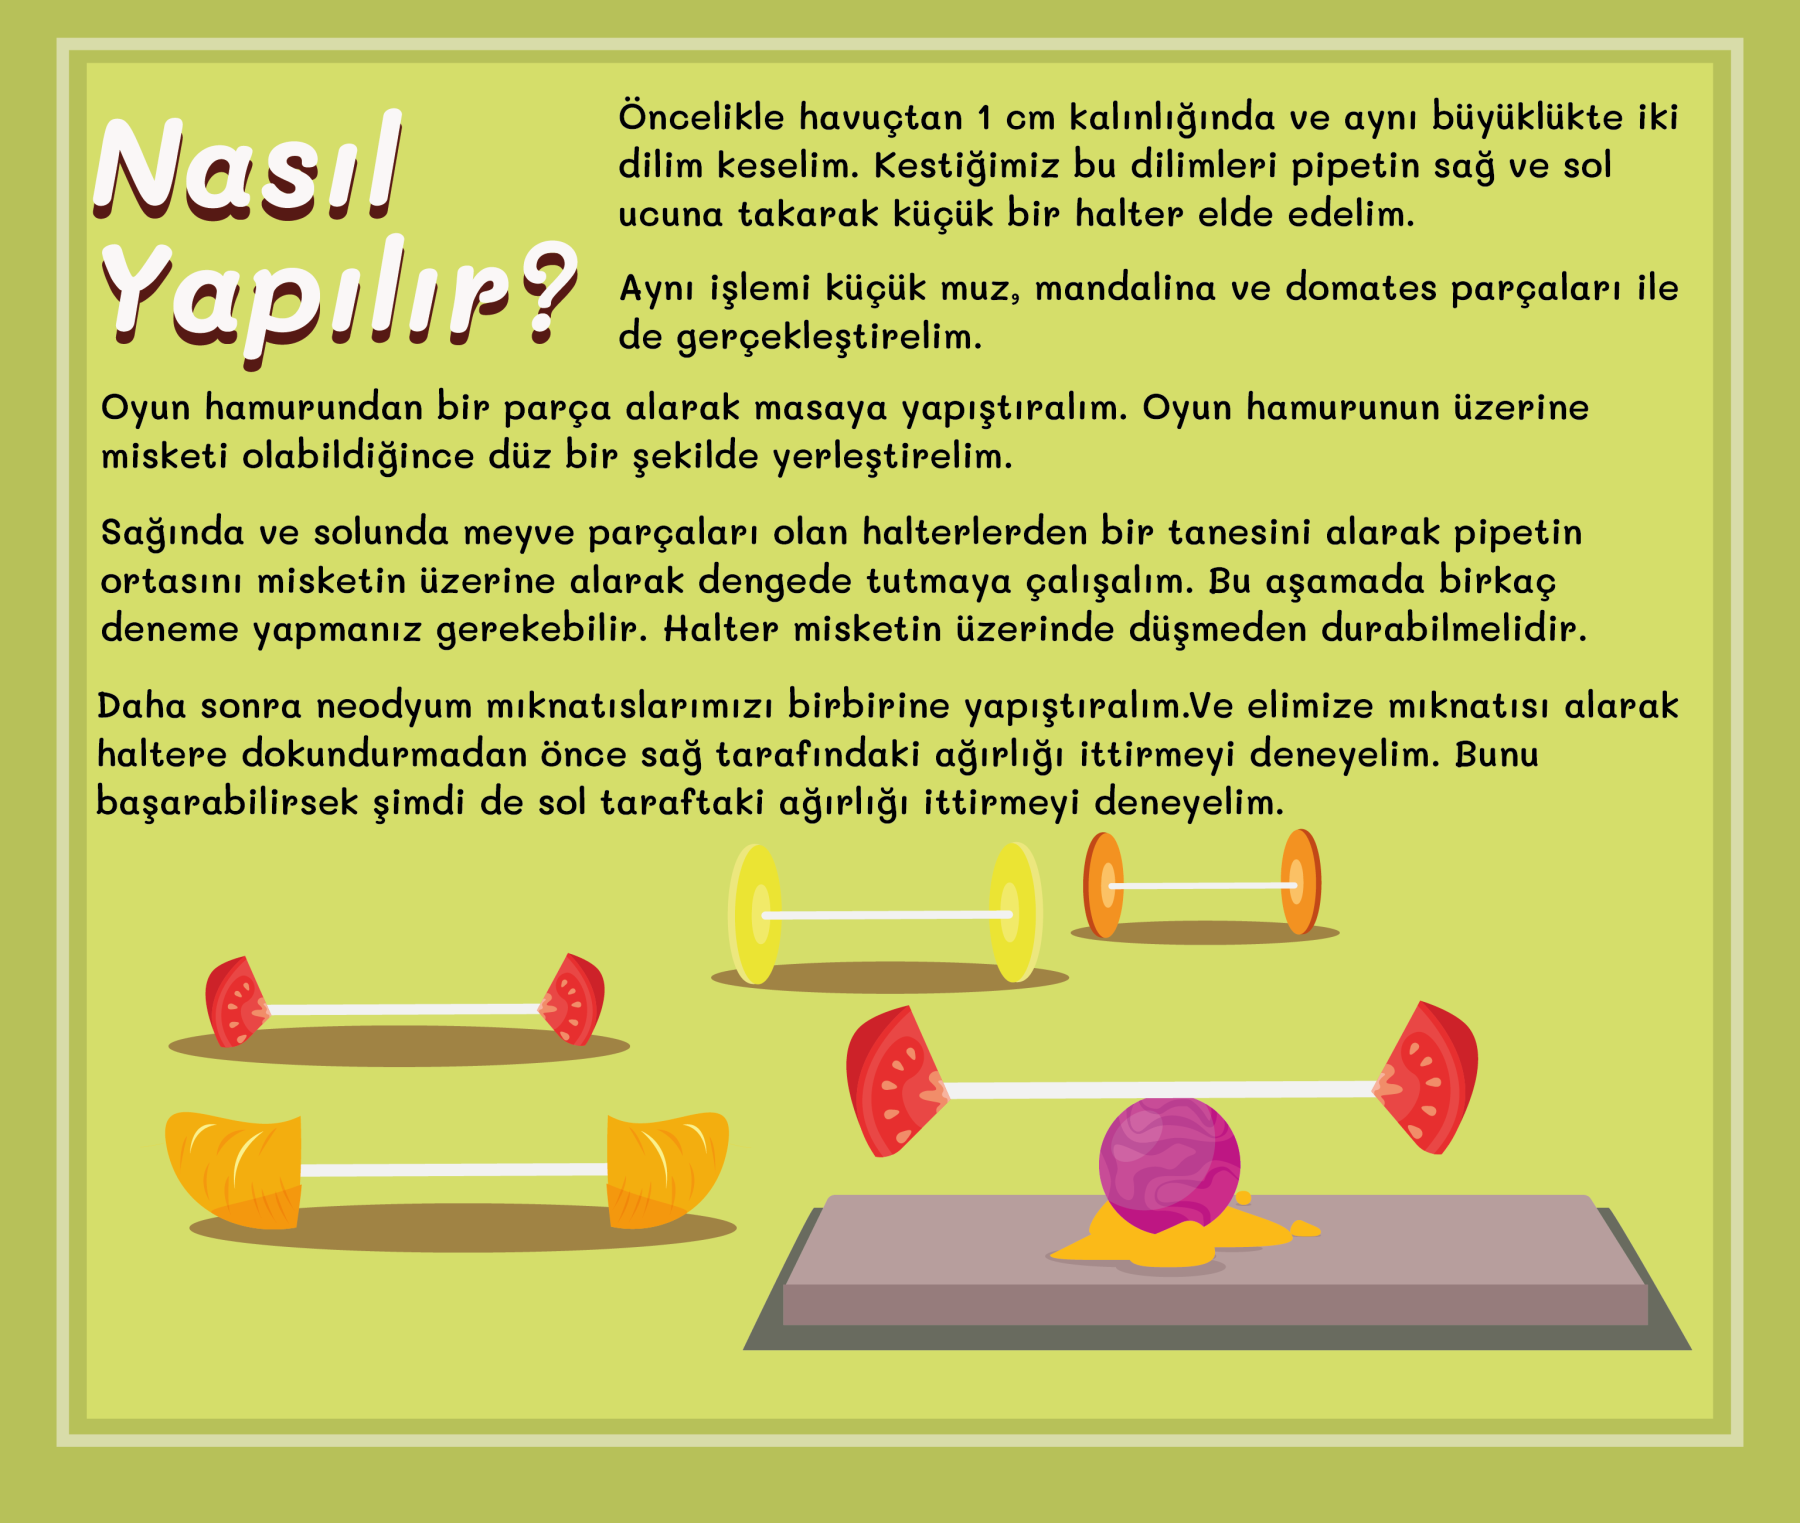 Nasıl
Yapılır?
Öncelikle havuçtan 1 cm kalınlığında ve aynı büyüklükte iki
dilim keselim. Kestiğimiz bu dilimleri pipetin sağ ve sol
ucuna takarak küçük bir halter elde edelim.
Aynı işlemi küçük muz, mandalina ve domates parçaları ile
de gerçekleştirelim.
Oyun hamurundan bir parça alarak masaya yapıştıralım. Oyun hamurunun üzerine
misketi olabildiğince düz bir şekilde yerleştirelim.
Sağında ve solunda meyve parçaları olan halterlerden bir tanesini alarak pipetin
ortasını misketin üzerine alarak dengede tutmaya çalışalım. Bu aşamada birkaç
deneme yapmanız gerekebilir. Halter misketin üzerinde düşmeden durabilmelidir.
Daha sonra neodyum mıknatıslarımızı birbirine yapıştıralım.Ve elimize mıknatısı alarak
haltere dokundurmadan önce sağ tarafındaki ağırlığı ittirmeyi deneyelim. Bunu
başarabilirsek şimdi de sol taraftaki ağırlığı ittirmeyi deneyelim.